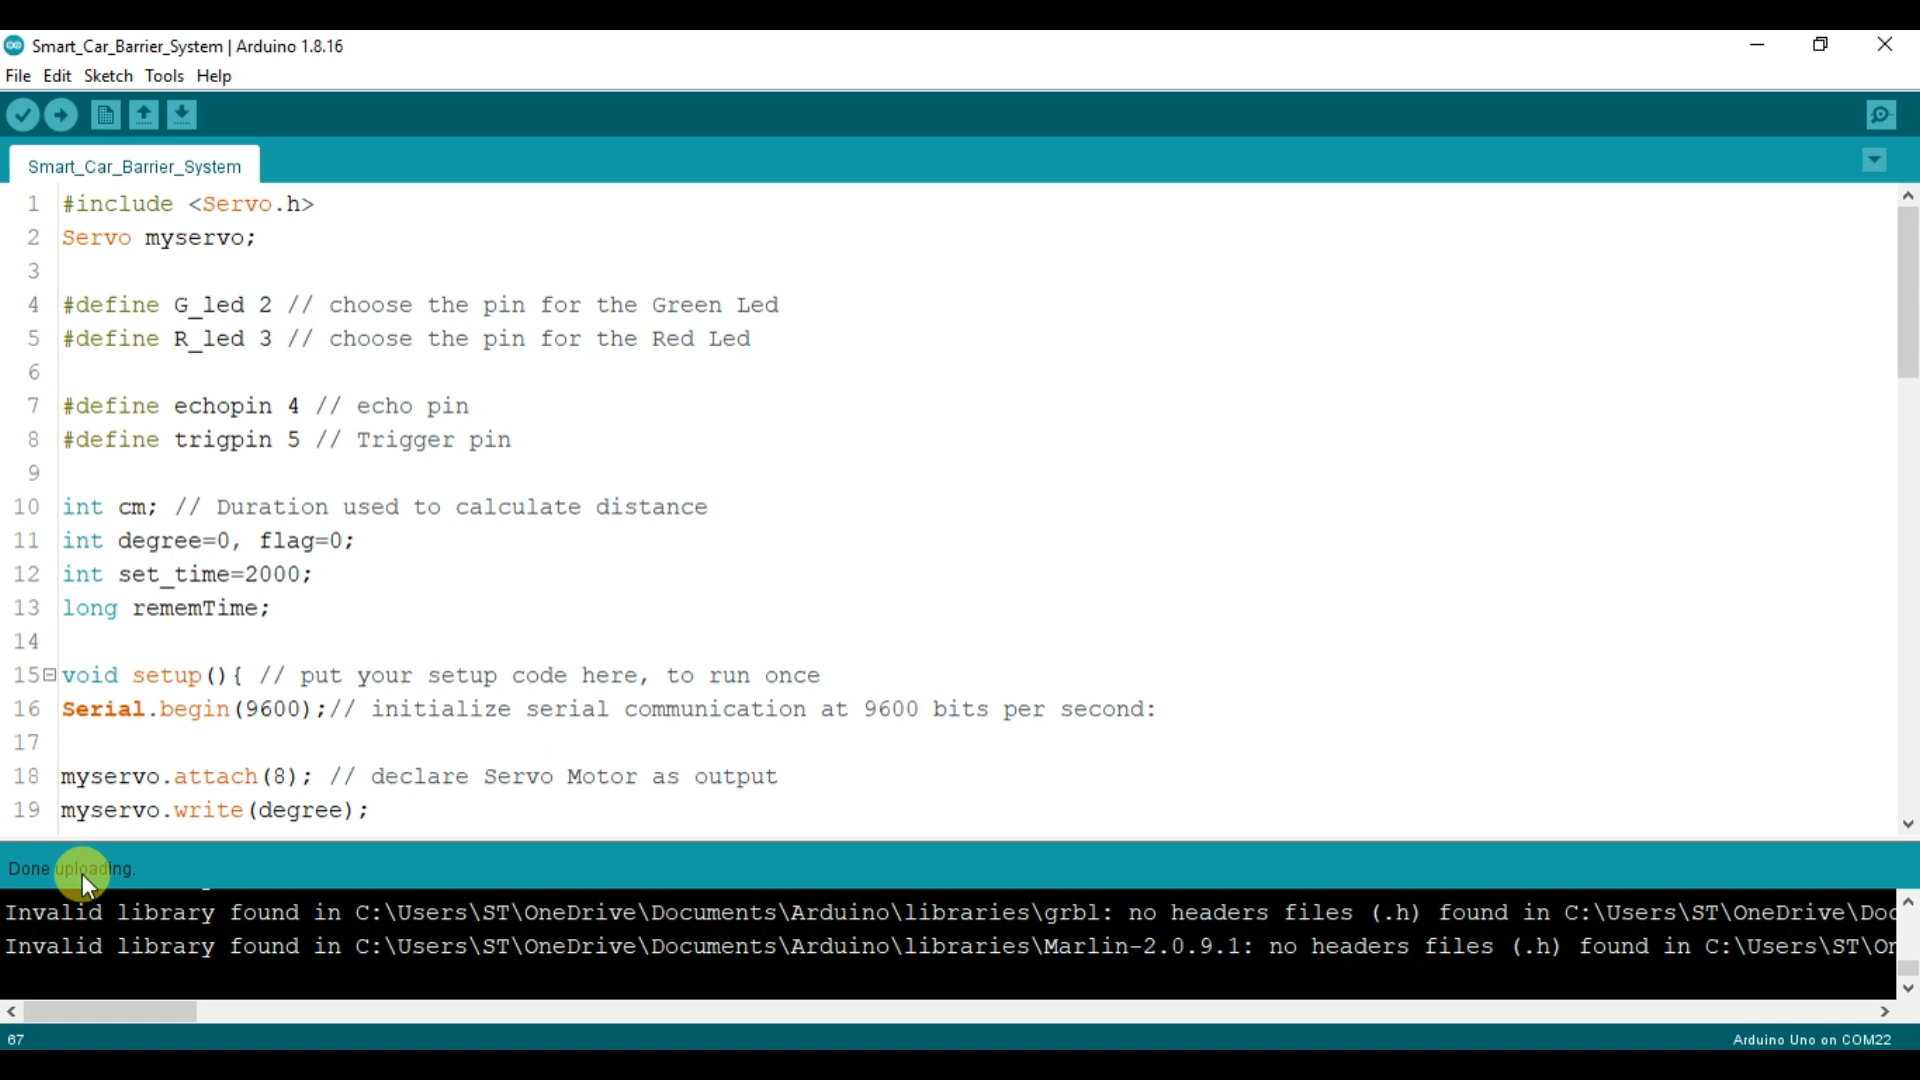 Smart_Car_Barrier_System | Arduino 1.8.16
File Edit Sketch Tools Help
Smart_Car_Barrier_System
1 #include <Servo.h>
2 Servo myservo;
3
4 #define G_led 2 // choose the pin for the Green Led
5 #define R_led 3 // choose the pin for the Red Led
6
7 #define echopin 4 // echo pin
8 #define trigpin 5 // Trigger pin
9
10 int cm; // Duration used to calculate distance
11 int degree=0, flag=0;
12 int set_time=2000;
13 long rememTime;
14
15 void setup(){ // put your setup code here, to run once
16 Serial.begin(9600);// initialize serial communication at 9600 bits per second:
17
18 myservo.attach(8); // declare Servo Motor as output
19 myservo.write(degree);
Done uploading.
Invalid library found in C:\Users\ST\OneDrive\Documents\Arduino\libraries\grbl: no headers files (.h) found in C:\Users\ST\OneDrive\Doc
Invalid library found in C:\Users\ST\OneDrive\Documents\Arduino\libraries\Marlin-2.0.9.1: no headers files (.h) found in C:\Users\ST\On
67
Arduino Uno on COM22